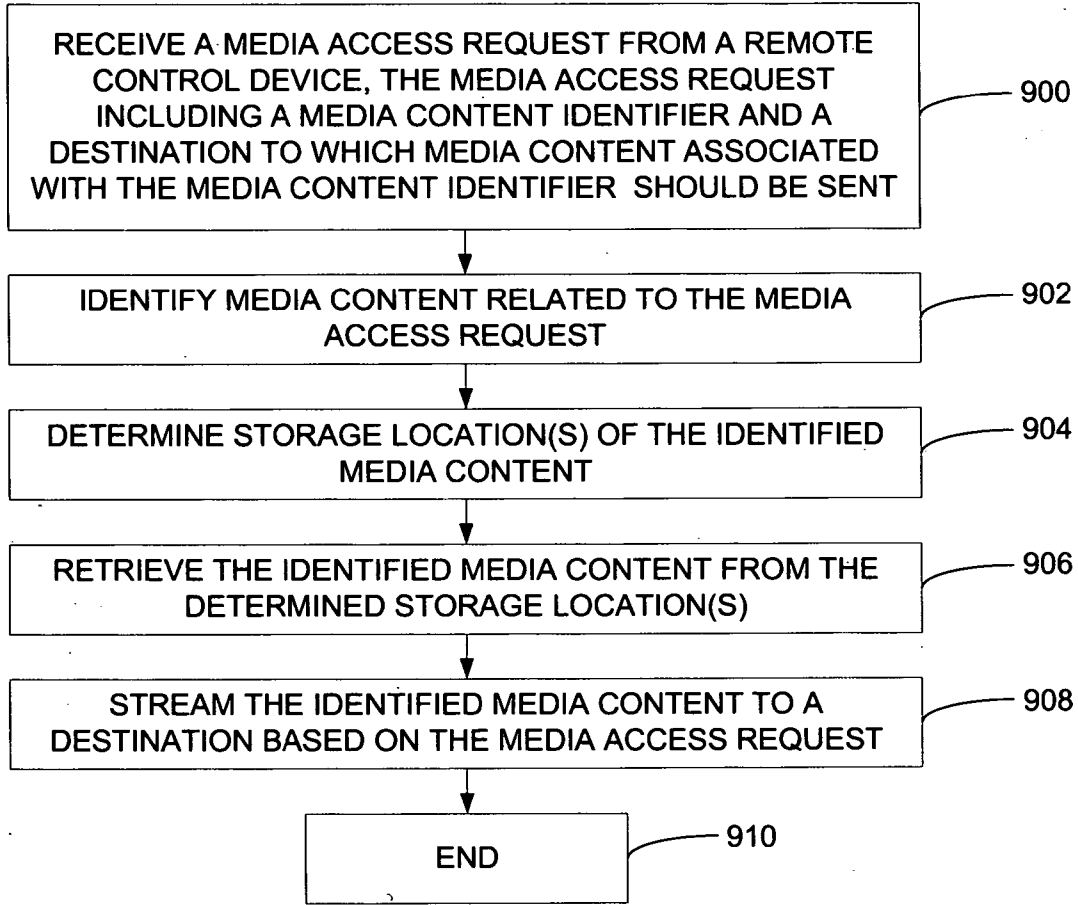 RECEIVE A MEDIA ACCESS REQUEST FROM A REMOTE
CONTROL DEVICE, THE MEDIA ACCESS REQUEST
INCLUDING A MEDIA CONTENT IDENTIFIER AND A
DESTINATION TO WHICH MEDIA CONTENT ASSOCIATED
WITH THE MEDIA CONTENT IDENTIFIER SHOULD BE SENT
900
IDENTIFY MEDIA CONTENT RELATED TO THE MEDIA
ACCESS REQUEST
902
DETERMINE STORAGE LOCATION(S) OF THE IDENTIFIED
MEDIA CONTENT
904
RETRIEVE THE IDENTIFIED MEDIA CONTENT FROM THE
DETERMINED STORAGE LOCATION(S)
906
STREAM THE IDENTIFIED MEDIA CONTENT TO A
DESTINATION BASED ON THE MEDIA ACCESS REQUEST
908
END
910